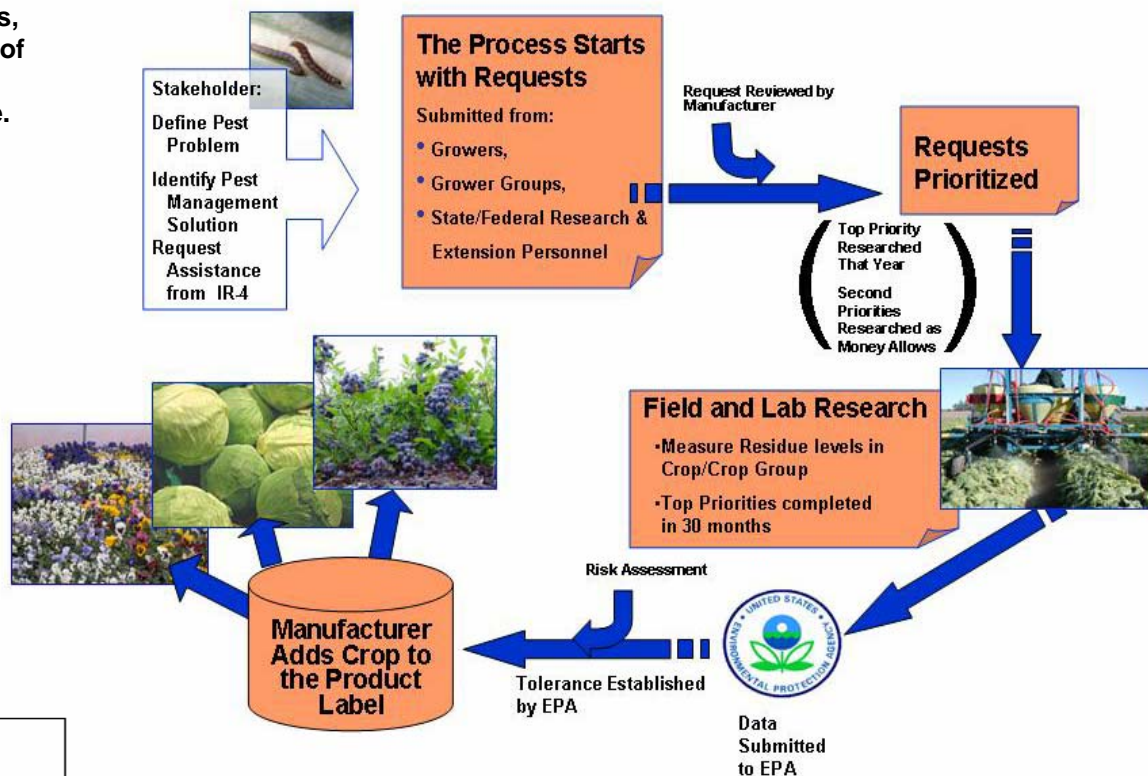 s,
of
e.
Stakeholder:
Define Pest
Problem
Identify Pest
Management
Solution
Request
Assistance
from IR-4
The Process Starts
with Requests
Submitted from:
• Growers,
• Grower Groups,
• State/Federal Research &
Extension Personnel
Request Reviewed by
Manufacturer
Requests
Prioritized
Top Priority
Researched
That Year
Second
Priorities
Researched as
Money Allows
Field and Lab Research
▪Measure Residue levels in
Crop/Crop Group
▪Top Priorities completed
in 30 months
UNITED STATES
ENVIRONMENTAL PROTECTION AGENCY
Data
Submitted
to EPA
Risk Assessment
Tolerance Established
by EPA
Manufacturer
Adds Crop to
the Product
Label